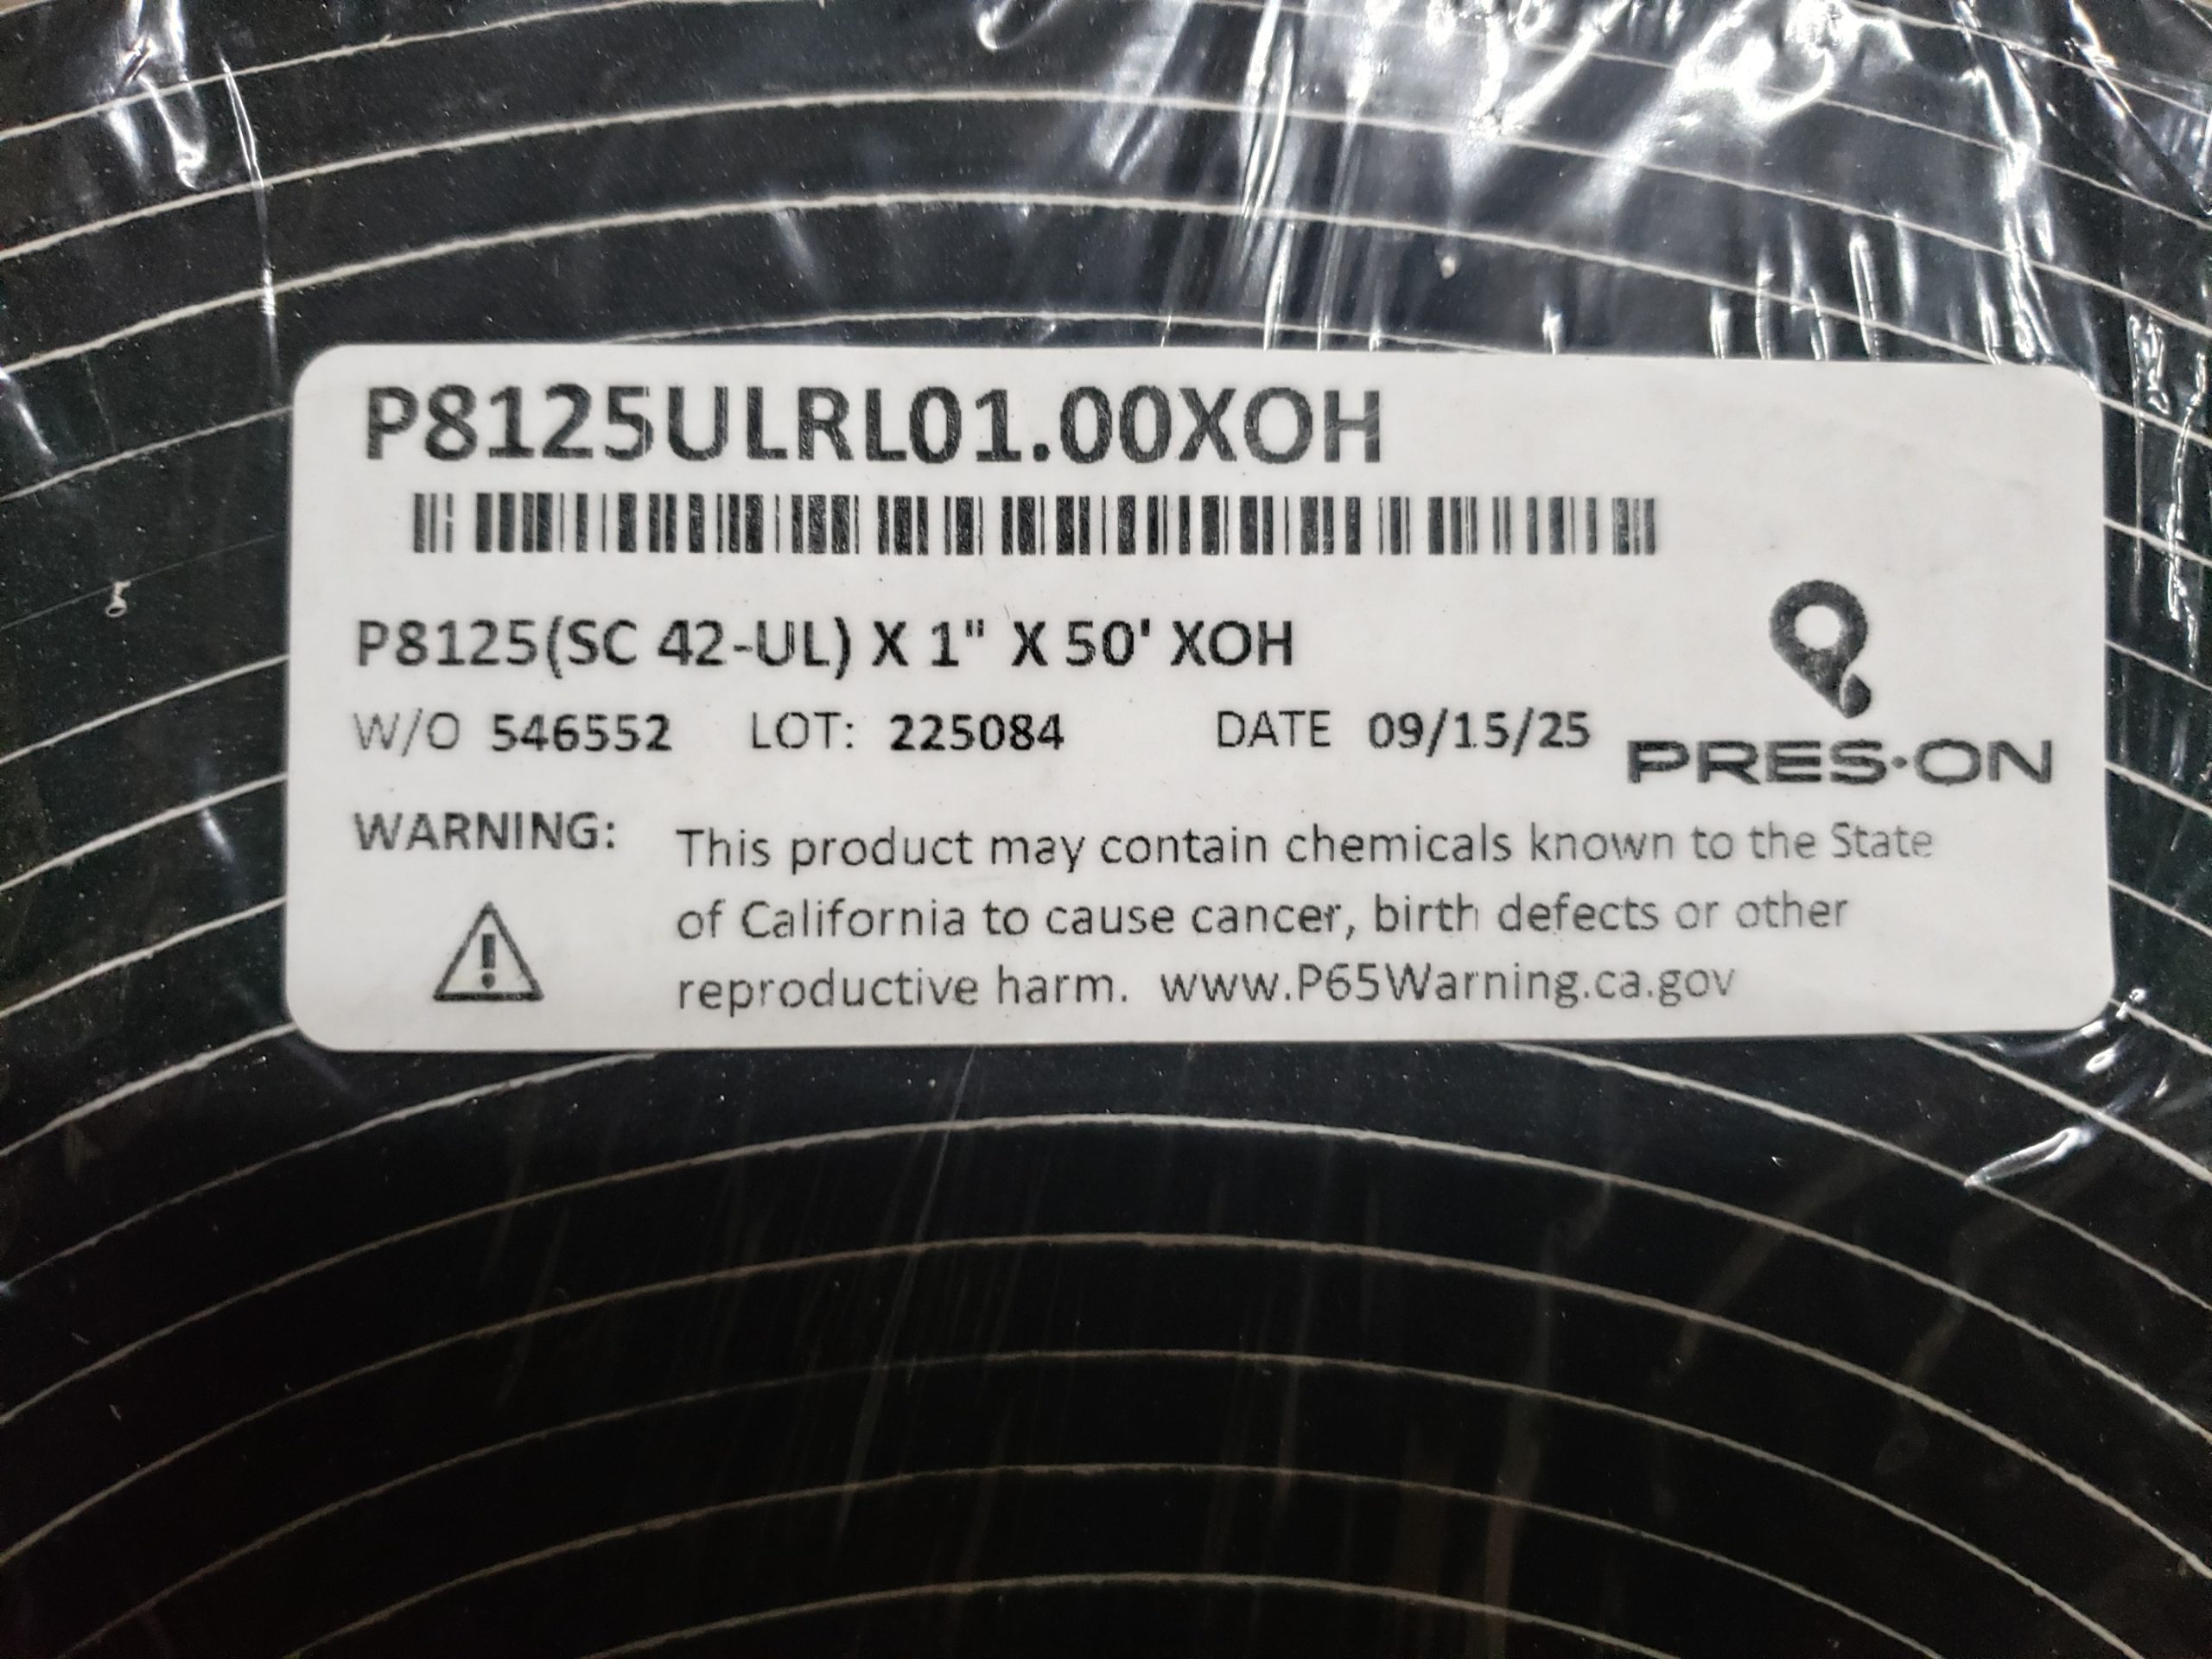 P8125ULRL01.00XOH
P8125(SC 42-UL) X 1" X 50' XOH
W/O 546552 LOT: 225084 DATE 09/15/25
PRES·ON
WARNING: This product may contain chemicals known to the State
of California to cause cancer, birth defects or other
reproductive harm. www.P65Warning.ca.gov